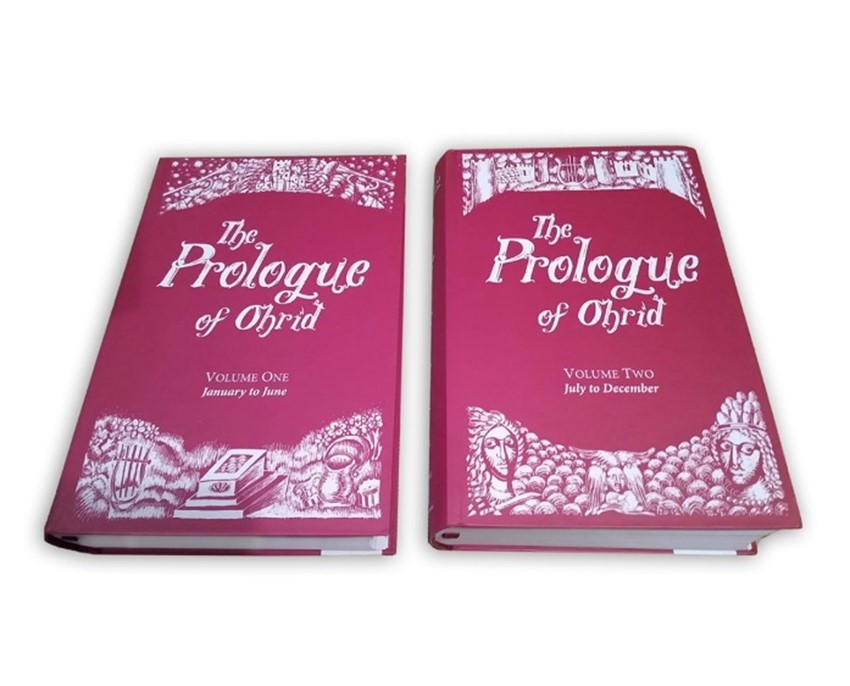 The
Prologue
of Ohrid
VOLUME ONE
January to June
The
Prologue
of Ohrid
VOLUME TWO
July to December